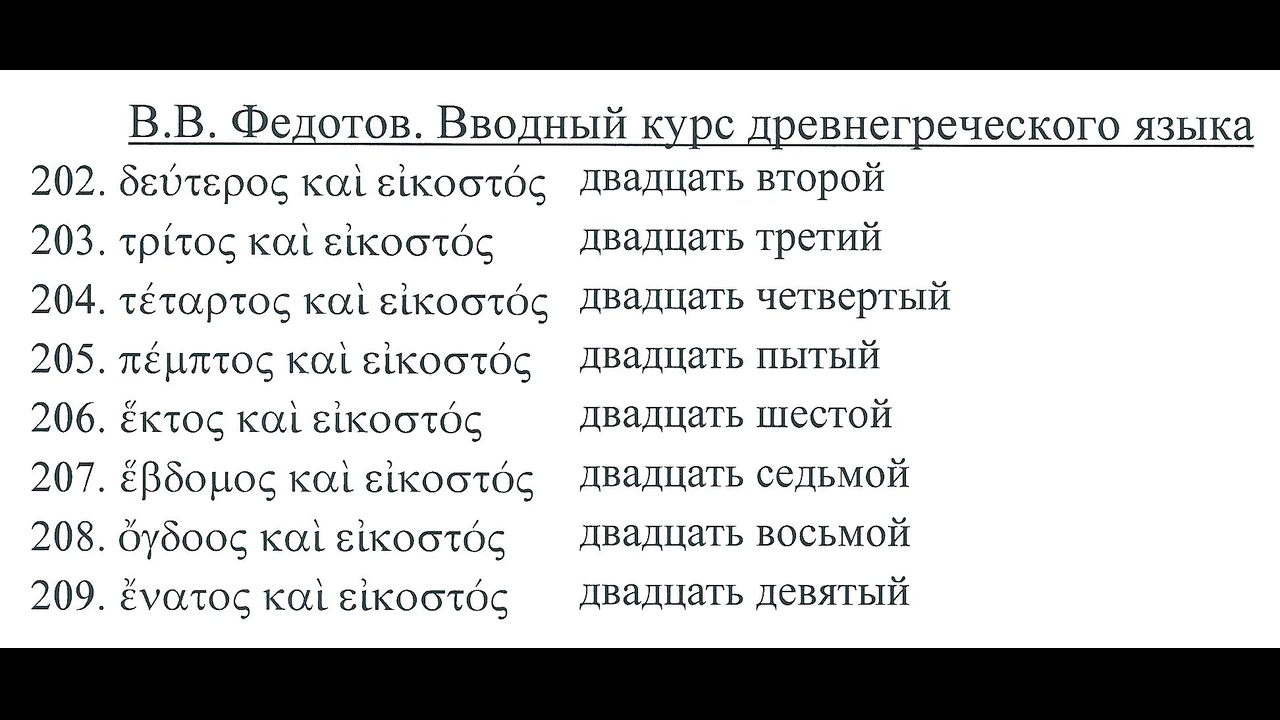 В.В. Федотов. Вводный курс древнегреческого языка
202. δεύτερος καὶ εἰκοστός двадцать второй
203. τρίτος καὶ εἰκοστός двадцать третий
204. τέταρτος καὶ εἰκοστός двадцать четвертый
205. πέμπτος καὶ εἰκοστός двадцать пытый
206. ἕκτος καὶ εἰκοστός двадцать шестой
207. ἕβδομος καὶ εἰκοστός двадцать седьмой
208. ὄγδοος καὶ εἰκοστός двадцать восьмой
209. ἔνατος καὶ εἰκοστός двадцать девятый